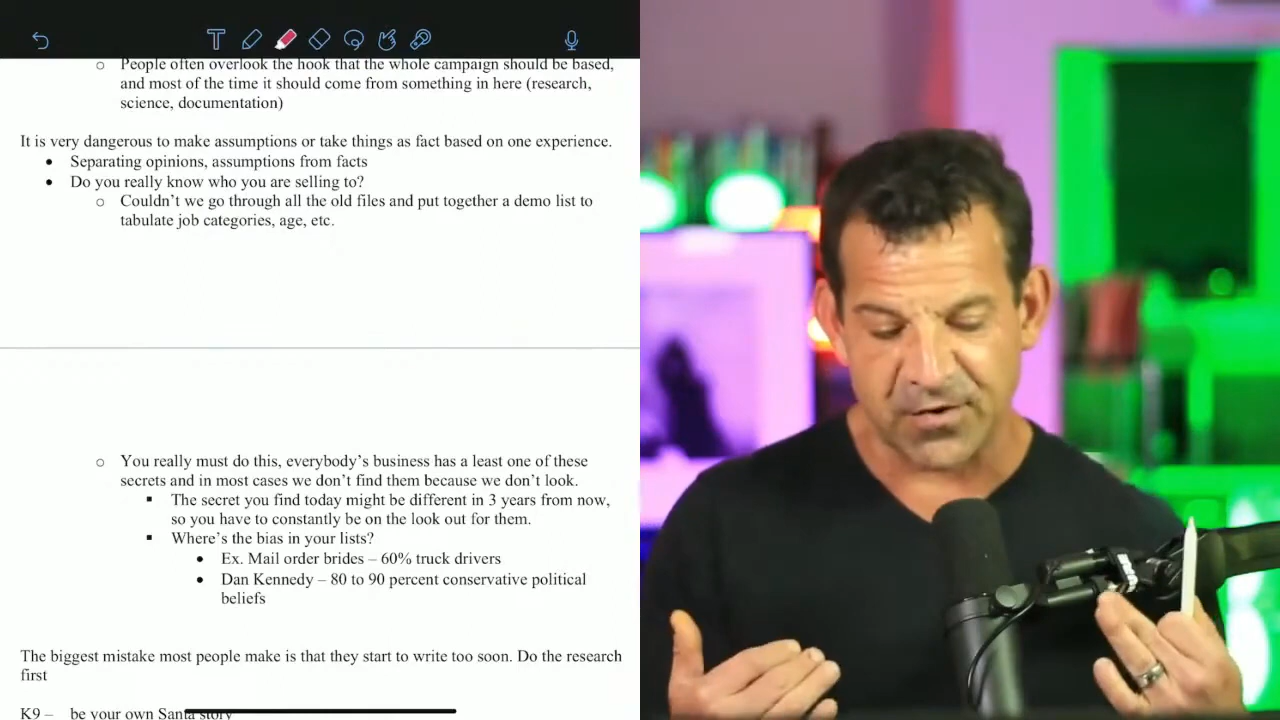 o People often overlook the hook that the whole campaign should be based,
and most of the time it should come from something in here (research,
science, documentation)
It is very dangerous to make assumptions or take things as fact based on one experience.
• Separating opinions, assumptions from facts
• Do you really know who you are selling to?
o Couldn’t we go through all the old files and put together a demo list to
tabulate job categories, age, etc.
o You really must do this, everybody’s business has a least one of these
secrets and in most cases we don’t find them because we don’t look.
▪ The secret you find today might be different in 3 years from now,
so you have to constantly be on the look out for them.
▪ Where’s the bias in your lists?
• Ex. Mail order brides – 60% truck drivers
• Dan Kennedy – 80 to 90 percent conservative political
beliefs
The biggest mistake most people make is that they start to write too soon. Do the research
first
K9 – be your own Santa story